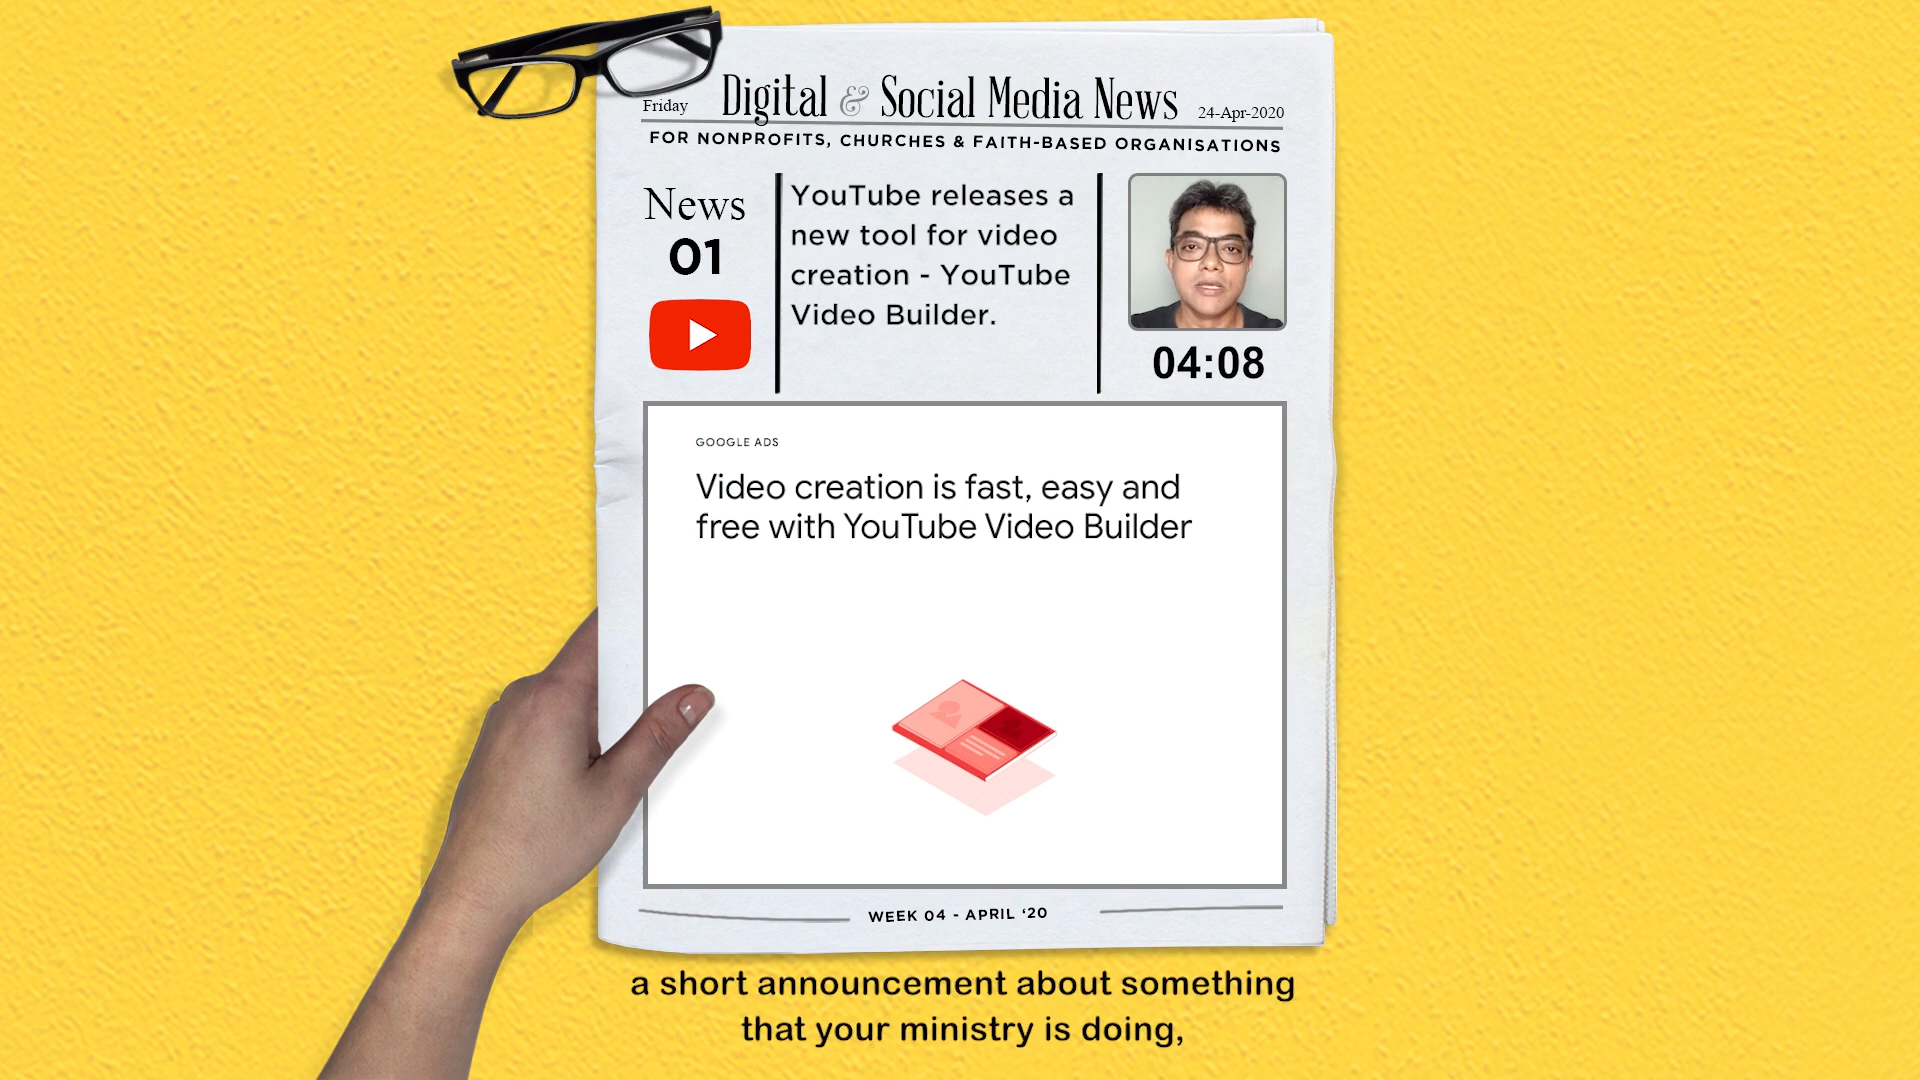 Friday
Digital & Social Media News
24-Apr-2020
FOR NONPROFITS, CHURCHES & FAITH-BASED ORGANISATIONS
News
01
YouTube releases a
new tool for video
creation - YouTube
Video Builder.
04:08
GOOGLE ADS
Video creation is fast, easy and
free with YouTube Video Builder
WEEK 04 - APRIL ‘20
a short announcement about something
that your ministry is doing,